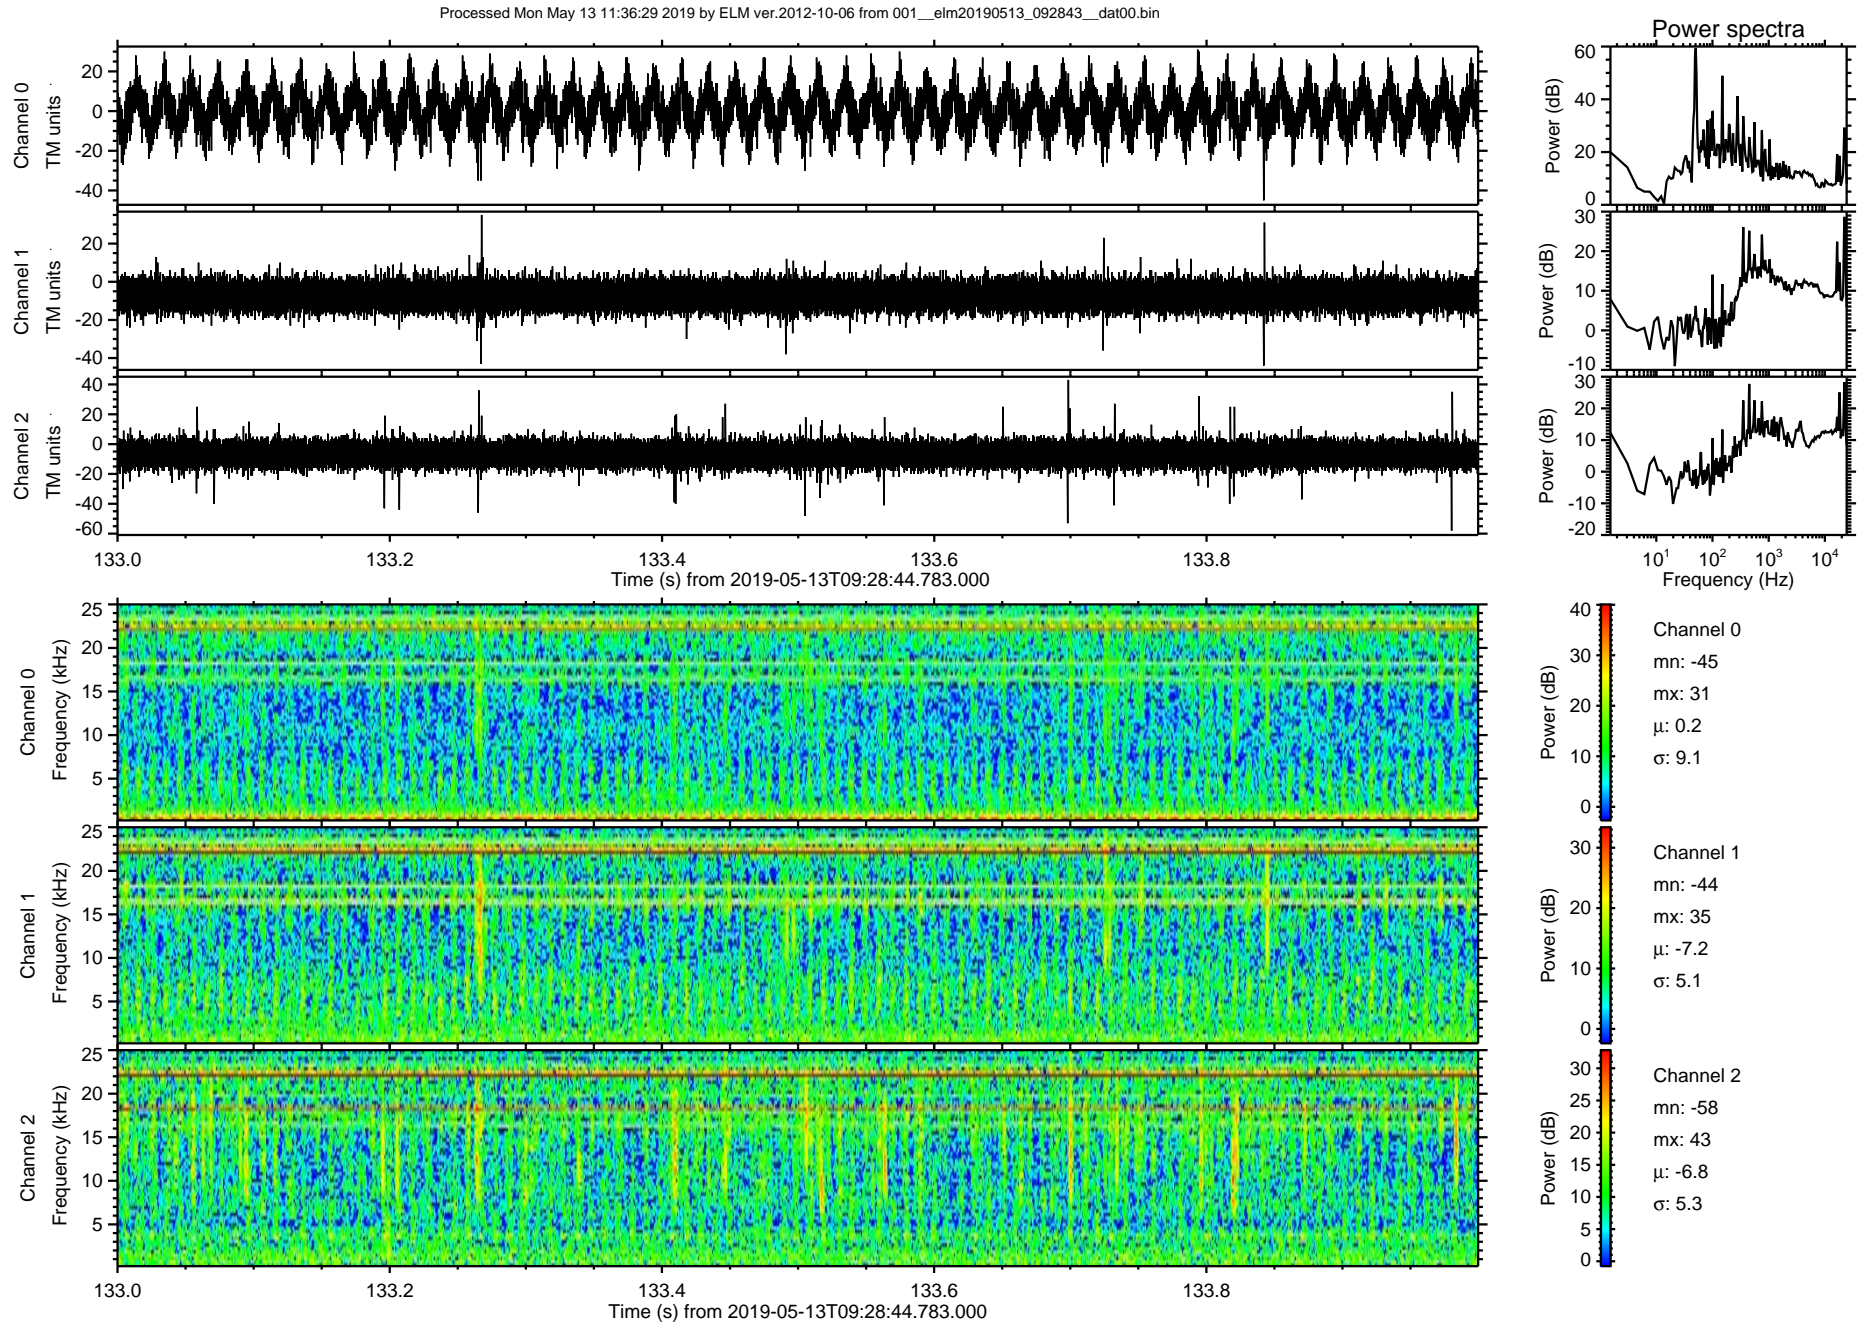 Processed Mon May 13 11:36:29 2019 by ELM ver.2012-10-06 from 001__elm20190513_092843__dat00.bin
Power spectra
Channel 0
TM units
20
0
-20
-40
Power (dB)
60
40
20
0
Channel 1
TM units
20
0
-20
-40
Power (dB)
30
20
10
0
-10
Channel 2
TM units
40
20
0
-20
-40
-60
Power (dB)
30
20
10
0
-10
-20
133.0 133.2 133.4 133.6 133.8
Time (s) from 2019-05-13T09:28:44.783.000
10^1 10^2 10^3 10^4
Frequency (Hz)
Channel 0
Frequency (kHz)
25
20
15
10
5
Power (dB)
40
30
20
10
0
Channel 0
mn: -45
mx: 31
μ: 0.2
σ: 9.1
Channel 1
Frequency (kHz)
25
20
15
10
5
Power (dB)
30
20
10
0
Channel 1
mn: -44
mx: 35
μ: -7.2
σ: 5.1
Channel 2
Frequency (kHz)
25
20
15
10
5
Power (dB)
30
25
20
15
10
5
0
Channel 2
mn: -58
mx: 43
μ: -6.8
σ: 5.3
133.0 133.2 133.4 133.6 133.8
Time (s) from 2019-05-13T09:28:44.783.000